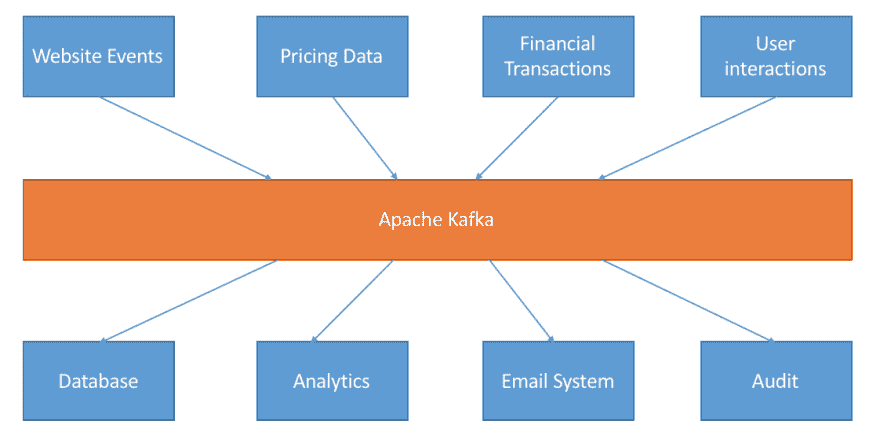 Website Events
Pricing Data
Financial
Transactions
User
interactions
Apache Kafka
Database
Analytics
Email System
Audit